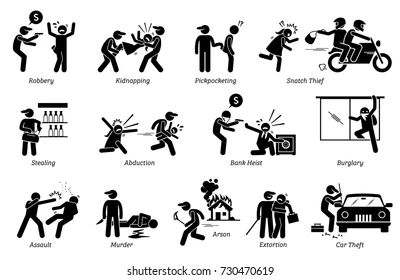 Robbery
Kidnapping
Pickpocketing
Snatch Thief
Stealing
Abduction
Bank Heist
Burglary
Assault
Murder
Arson
Extortion
Car Theft
shutterstock.com · 730470619